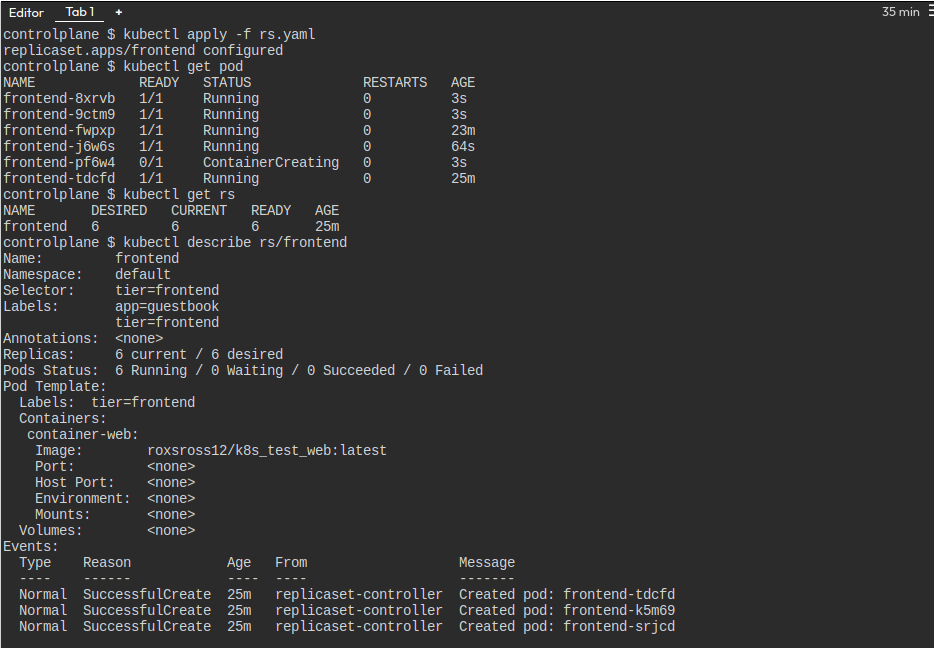 Editor Tab 1 + 35 min
controlplane $ kubectl apply -f rs.yaml
replicaset.apps/frontend configured
controlplane $ kubectl get pod
NAME             READY   STATUS              RESTARTS   AGE
frontend-8xrvb   1/1     Running             0          3s
frontend-9ctm9   1/1     Running             0          3s
frontend-fwpxp   1/1     Running             0          23m
frontend-j6w6s   1/1     Running             0          64s
frontend-pf6w4   0/1     ContainerCreating   0          3s
frontend-tdcfd   1/1     Running             0          25m
controlplane $ kubectl get rs
NAME       DESIRED   CURRENT   READY   AGE
frontend   6         6         6       25m
controlplane $ kubectl describe rs/frontend
Name:         frontend
Namespace:    default
Selector:     tier=frontend
Labels:       app=guestbook
              tier=frontend
Annotations:  <none>
Replicas:     6 current / 6 desired
Pods Status:  6 Running / 0 Waiting / 0 Succeeded / 0 Failed
Pod Template:
  Labels:  tier=frontend
  Containers:
   container-web:
    Image:        roxsross12/k8s_test_web:latest
    Port:         <none>
    Host Port:    <none>
    Environment:  <none>
    Mounts:       <none>
  Volumes:        <none>
Events:
  Type    Reason            Age   From                   Message
  ----    ------            ----  ----                   -------
  Normal  SuccessfulCreate  25m   replicaset-controller  Created pod: frontend-tdcfd
  Normal  SuccessfulCreate  25m   replicaset-controller  Created pod: frontend-k5m69
  Normal  SuccessfulCreate  25m   replicaset-controller  Created pod: frontend-srjcd